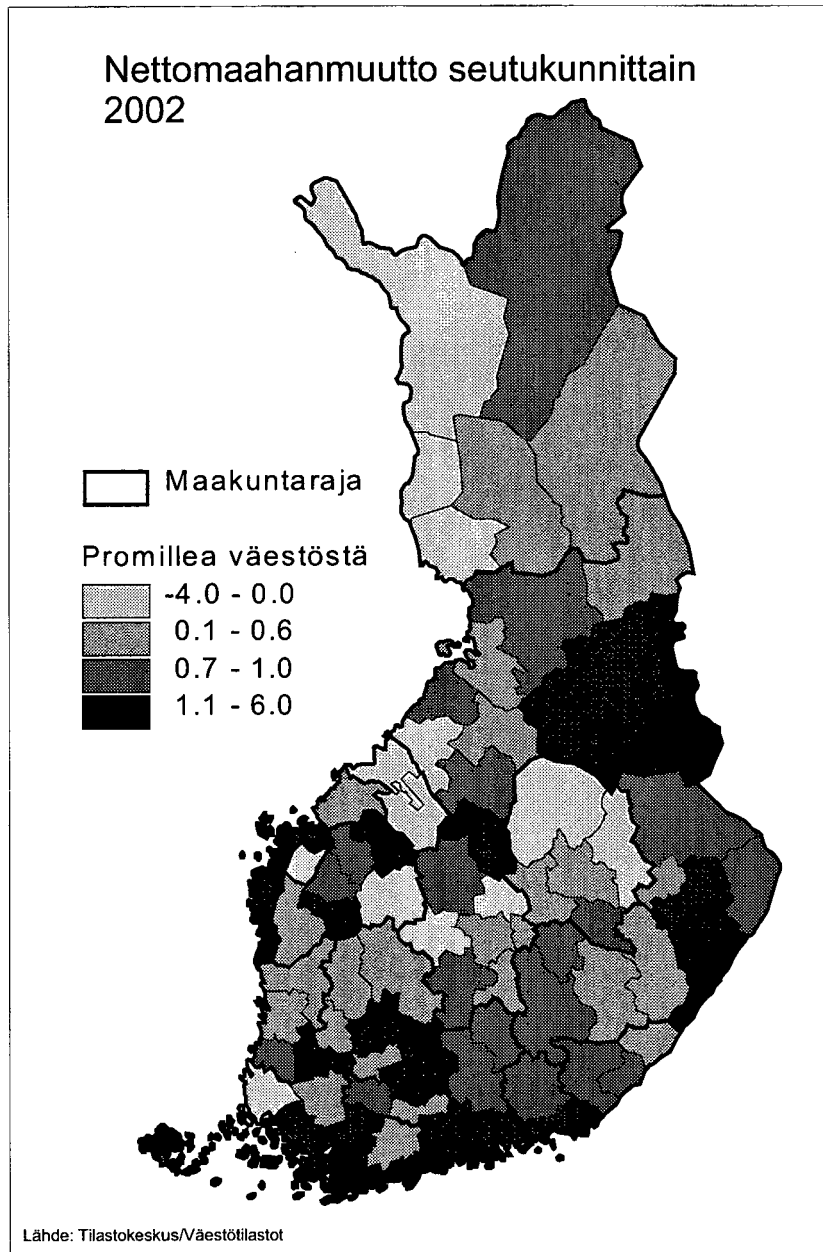 Nettomaahanmuutto seutukunnittain
2002
Maakuntaraja
Promillea väestöstä
-4.0 - 0.0
0.1 - 0.6
0.7 - 1.0
1.1 - 6.0
Lähde: Tilastokeskus/Väestötilastot